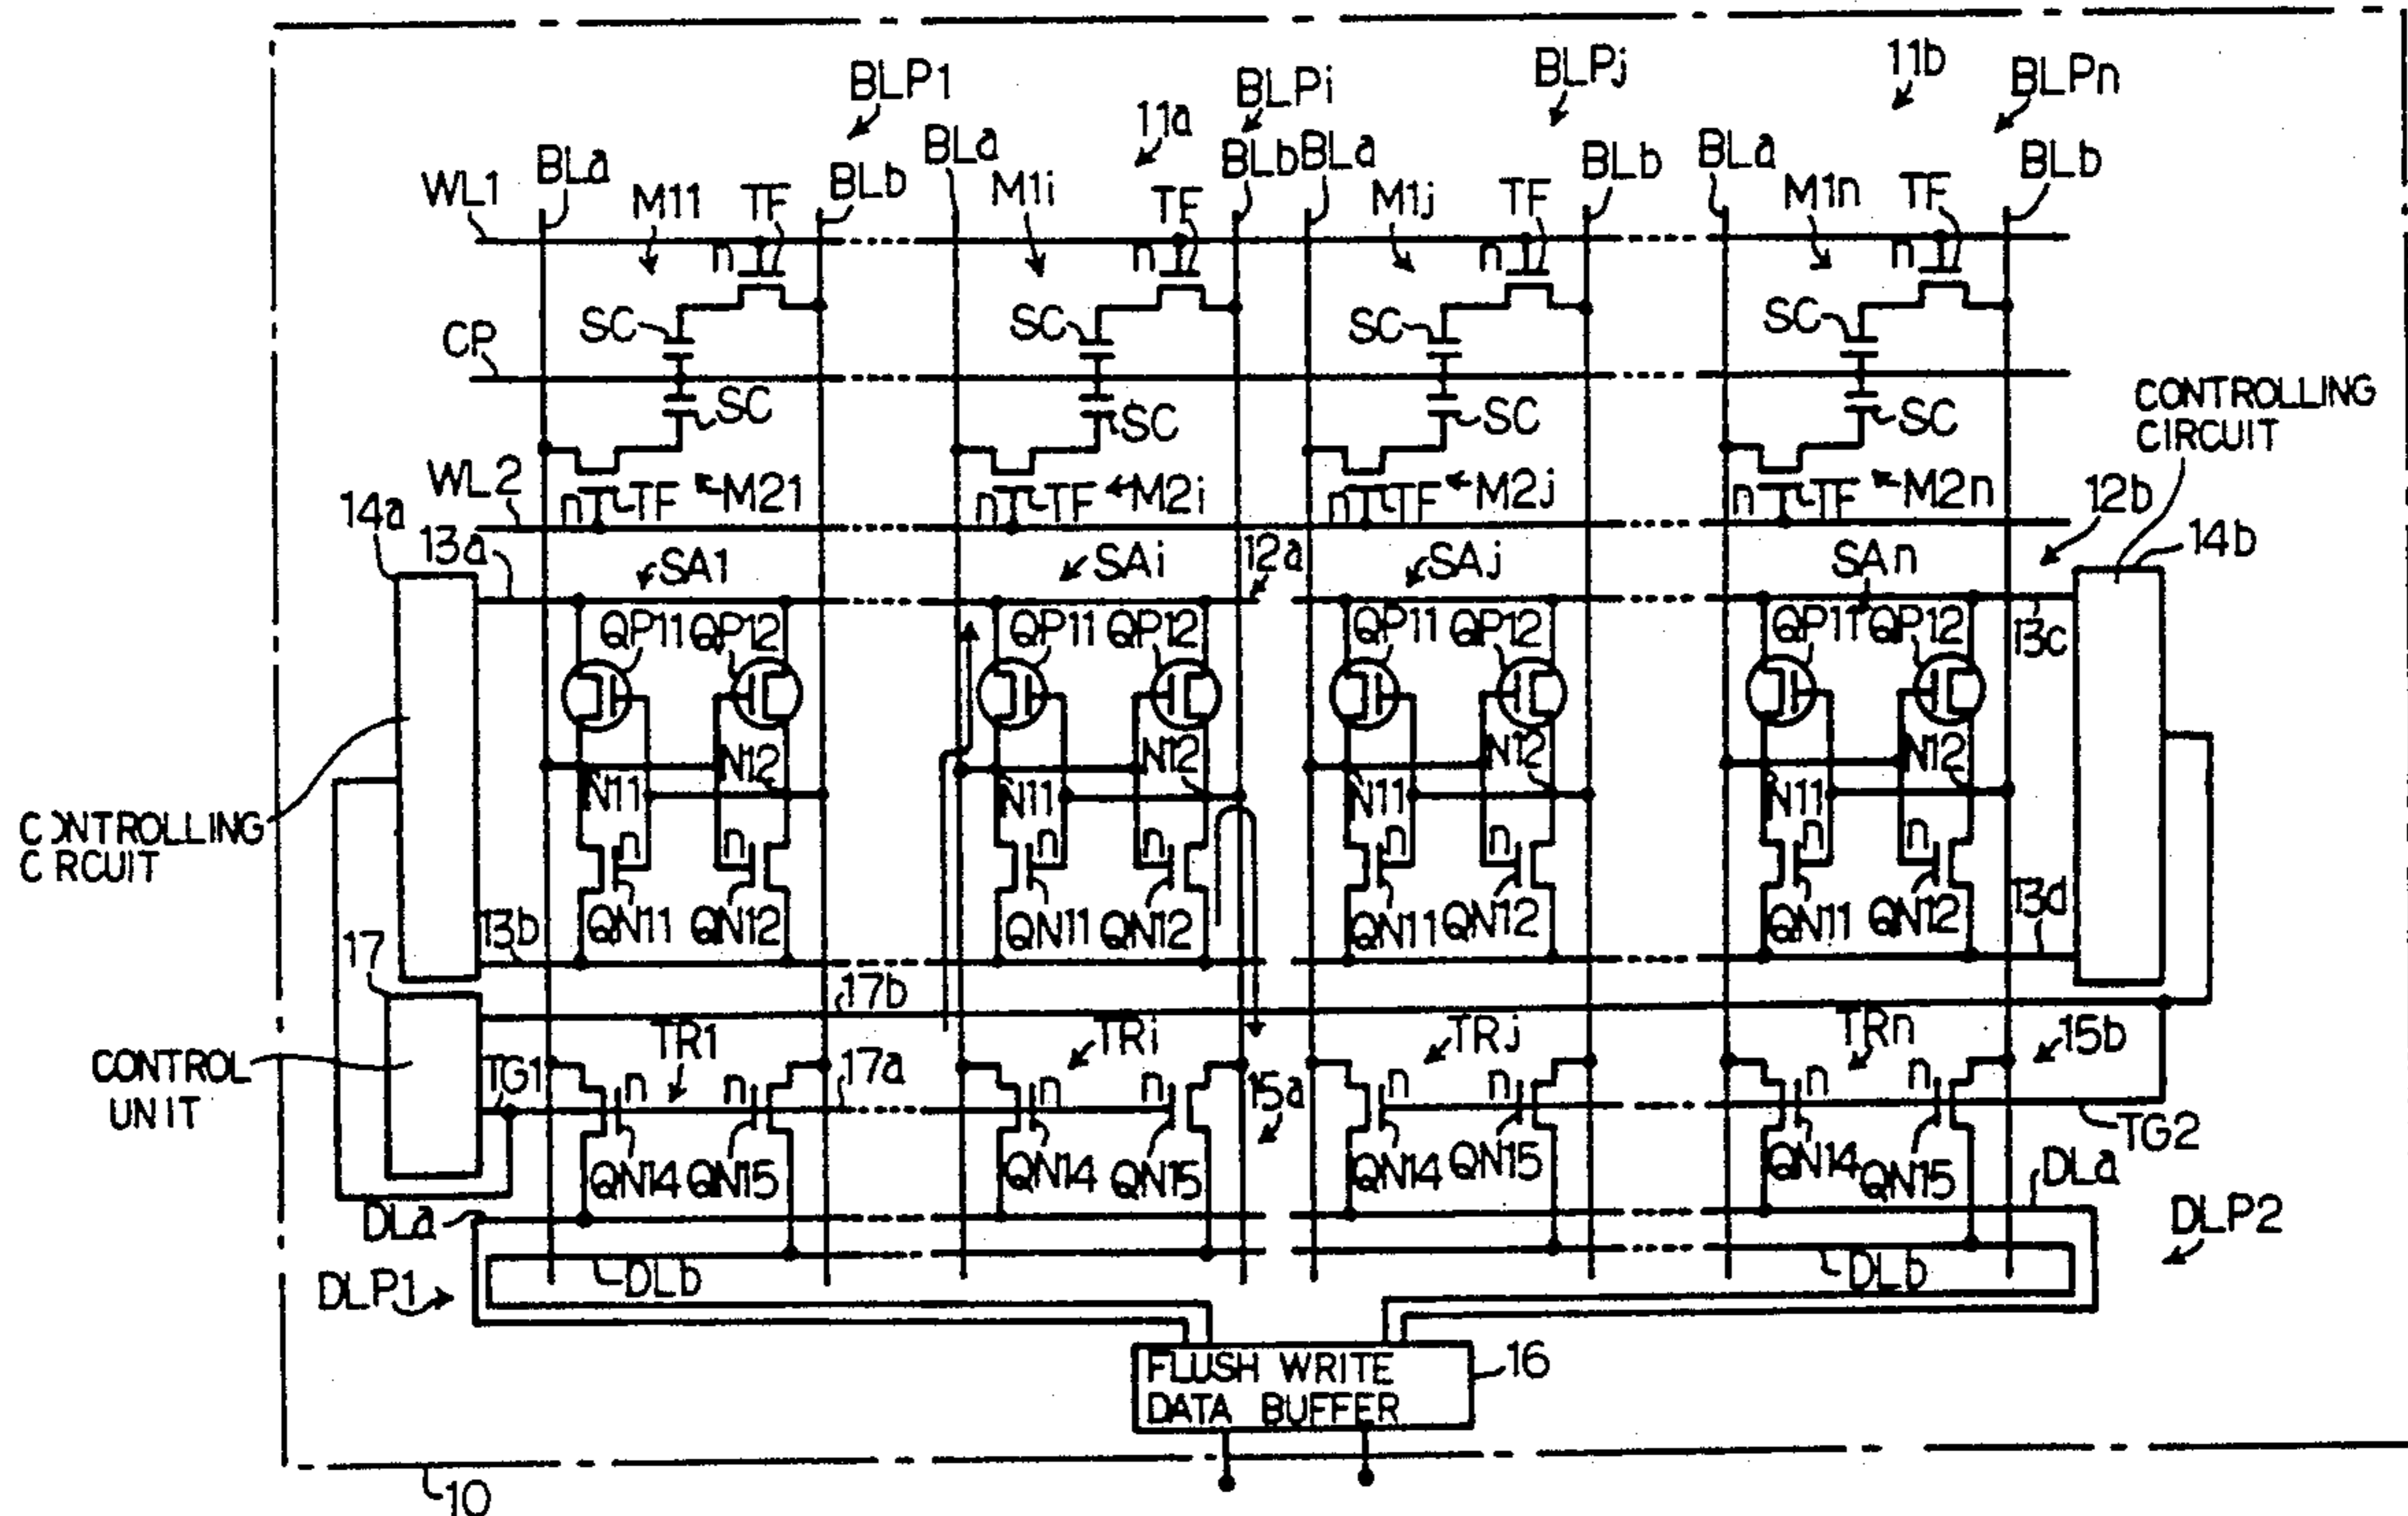 BLP1
11a
BLPi
BLPj
11b
BLPn
WL1
BLa
M11
TF
BLb
BLa
M1i
TF
BLb
BLa
M1j
TF
BLb
BLa
M1n
TF
BLb
n
n
n
n
SC
SC
SC
SC
CP
SC
SC
SC
SC
CONTROLLING
CIRCUIT
WL2
n
TF
M21
n
TF
M2i
n
TF
M2j
n
TF
M2n
12b
14a
13a
SA1
SAi
12a
SAj
SAn
14b
QP11
QP12
QP11
QP12
QP11
QP12
QP11
QP12
13c
N11
N12
N11
N12
N11
N12
N11
N12
CONTROLLING
CIRCUIT
n
n
n
n
n
n
n
n
13b
QN11
QN12
QN11
QN12
QN11
QN12
QN11
QN12
13d
17
17b
TR1
TRi
TRj
TRn
15b
CONTROL
UNIT
TG1
n
n
17a
n
n
15a
n
n
n
n
TG2
QN14
QN15
QN14
QN15
QN14
QN15
QN14
QN15
DLa
DLa
DLP2
DLP1
DLb
DLb
FLUSH WRITE
DATA BUFFER
16
10